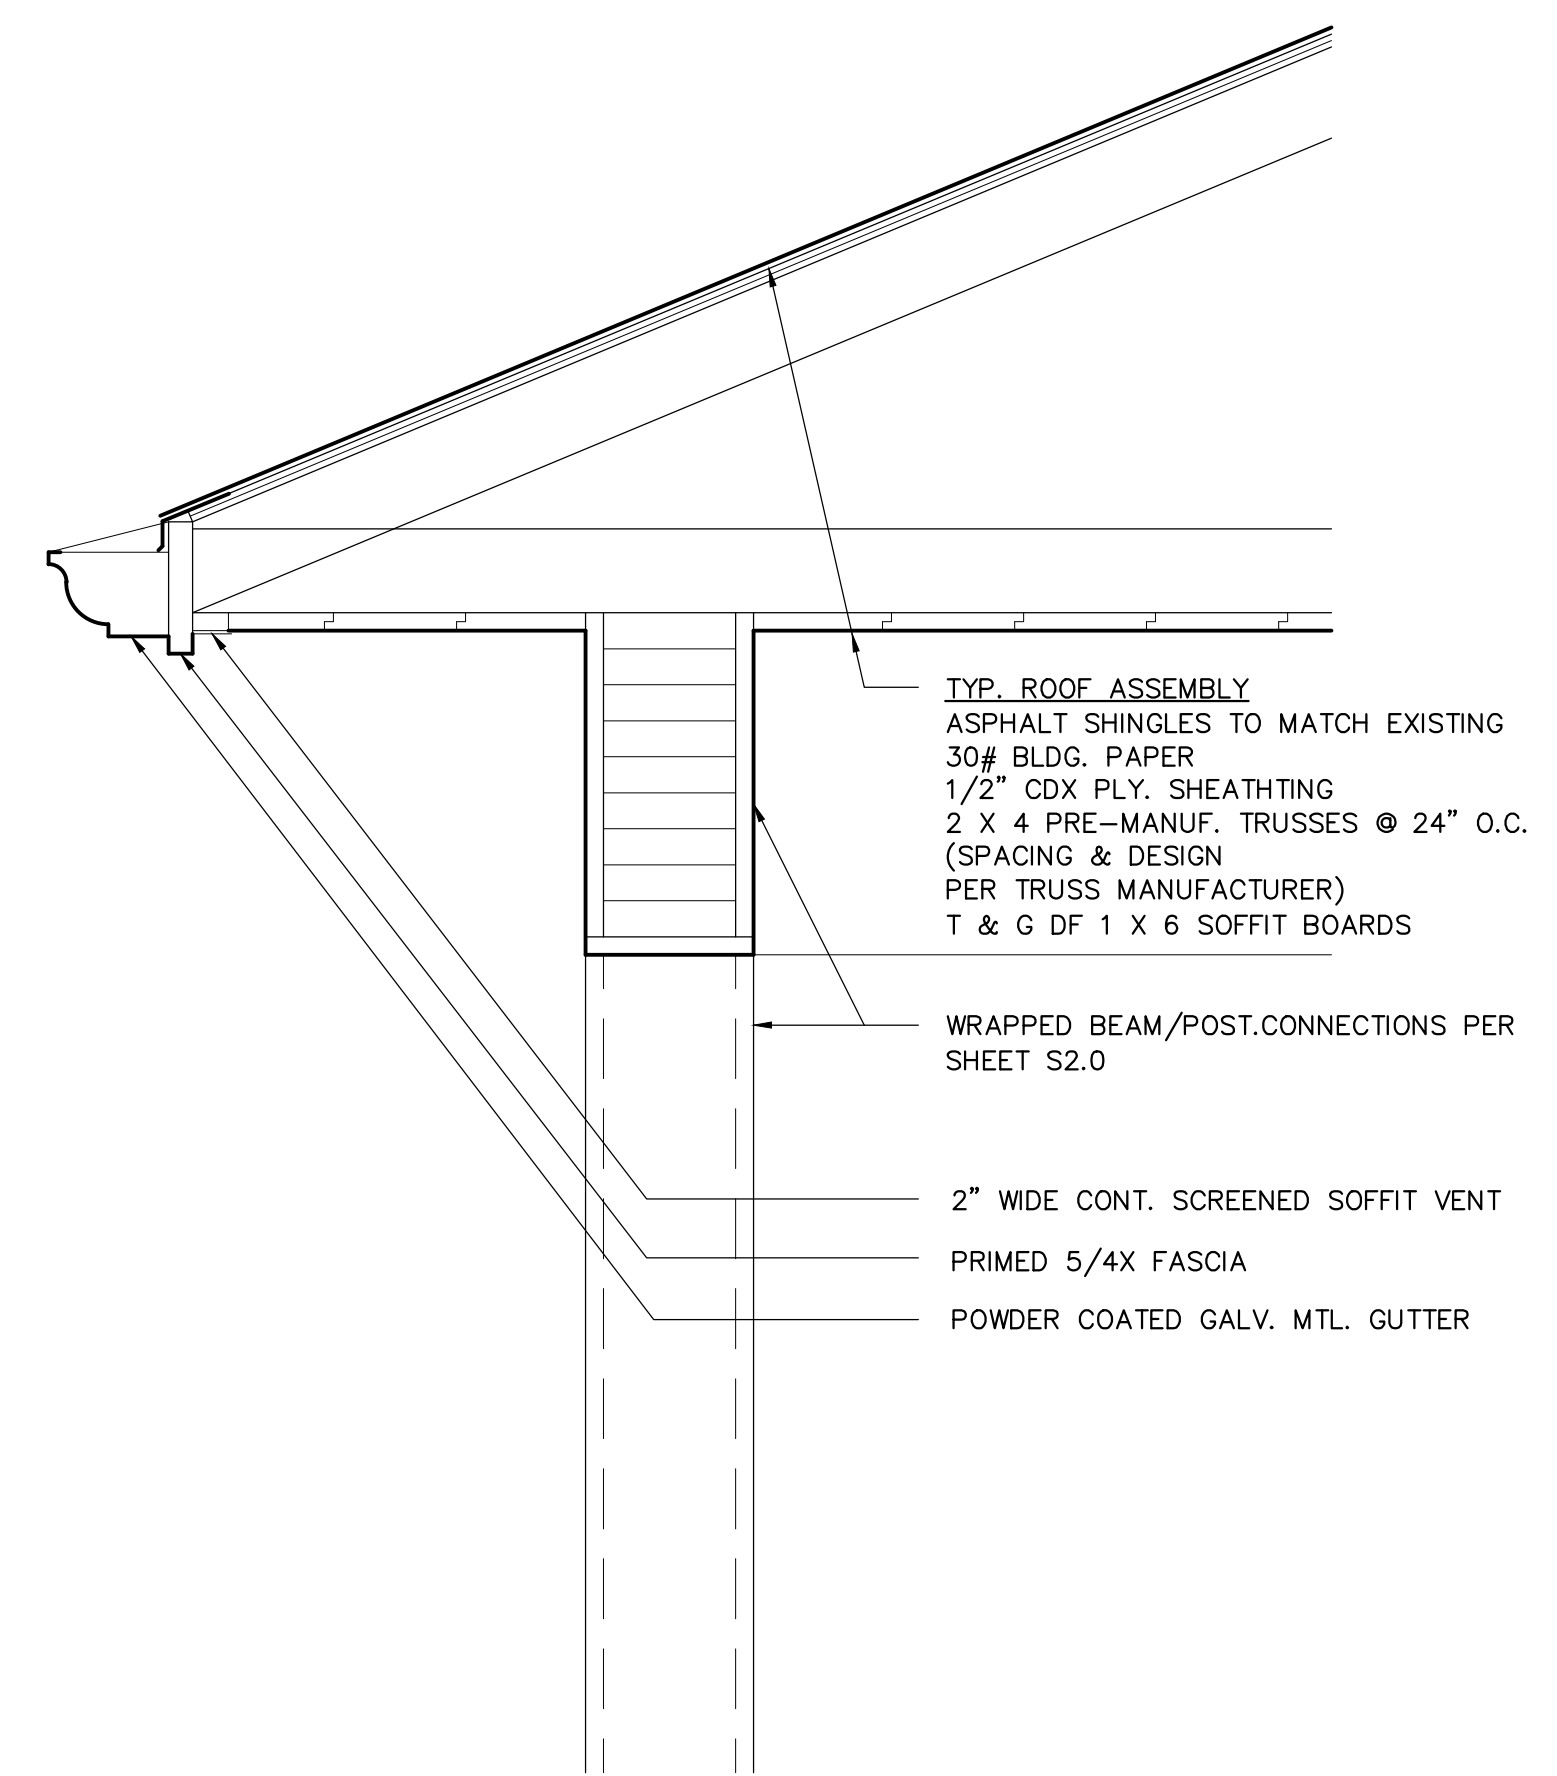 TYP. ROOF ASSEMBLY
ASPHALT SHINGLES TO MATCH EXISTING
30# BLDG. PAPER
1/2" CDX PLY. SHEATHTING
2 X 4 PRE-MANUF. TRUSSES @ 24" O.C.
(SPACING & DESIGN
PER TRUSS MANUFACTURER)
T & G DF 1 X 6 SOFFIT BOARDS
WRAPPED BEAM/POST.CONNECTIONS PER
SHEET S2.0
2" WIDE CONT. SCREENED SOFFIT VENT
PRIMED 5/4X FASCIA
POWDER COATED GALV. MTL. GUTTER